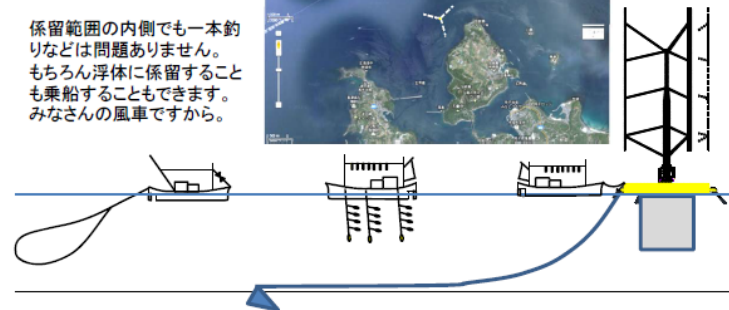 係留範囲の内側でも一本釣
りなどは問題ありません。
もちろん浮体に係留すること
も乗船することもできます。
みなさんの風車ですから。